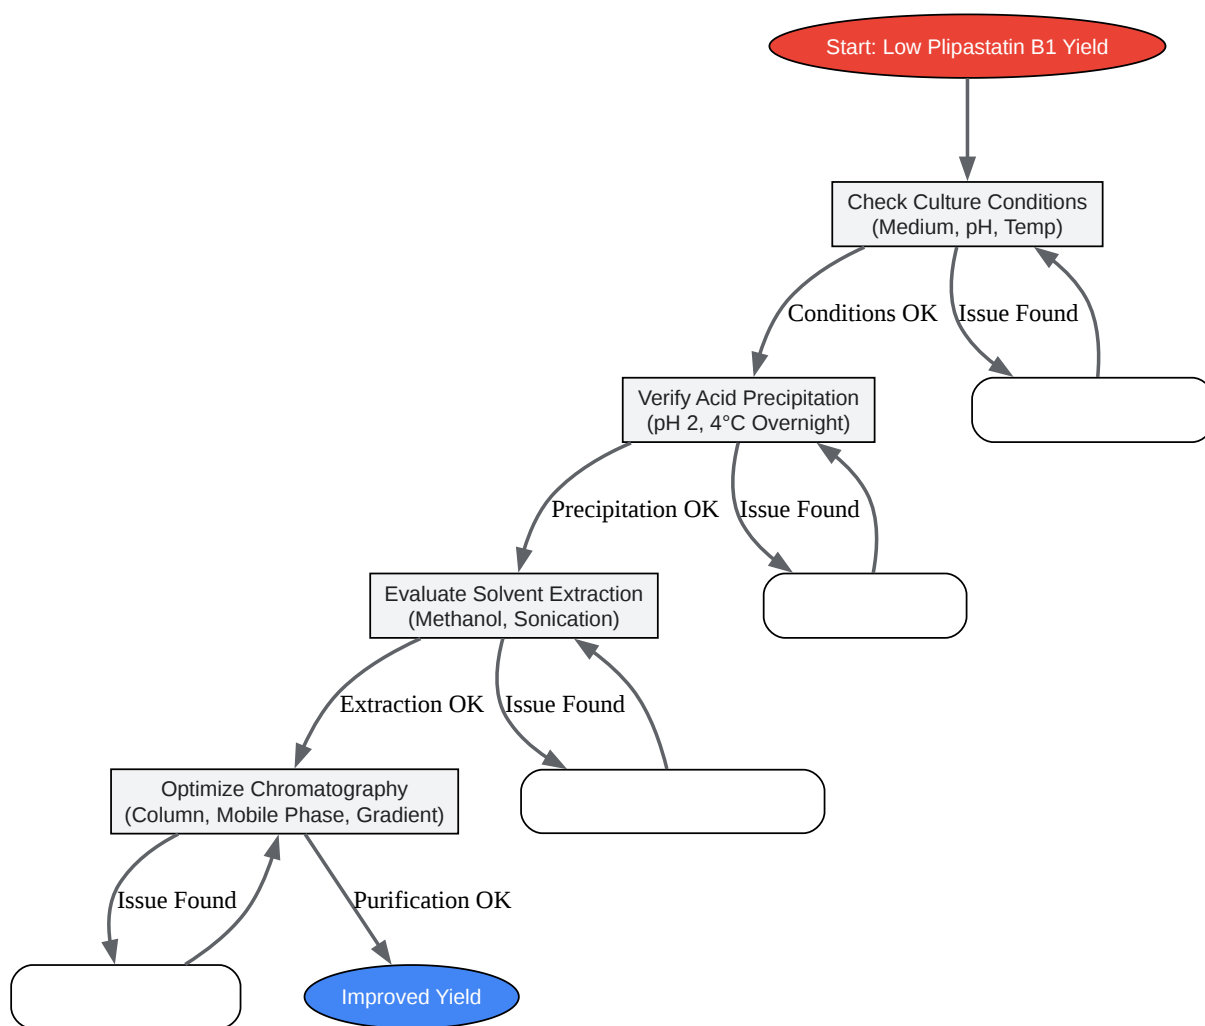 Start: Low Plipastatin B1 Yield
Check Culture Conditions
(Medium, pH, Temp)
Conditions OK
Issue Found
Verify Acid Precipitation
(pH 2, 4°C Overnight)
Precipitation OK
Issue Found
Evaluate Solvent Extraction
(Methanol, Sonication)
Extraction OK
Issue Found
Optimize Chromatography
(Column, Mobile Phase, Gradient)
Issue Found
Purification OK
Improved Yield